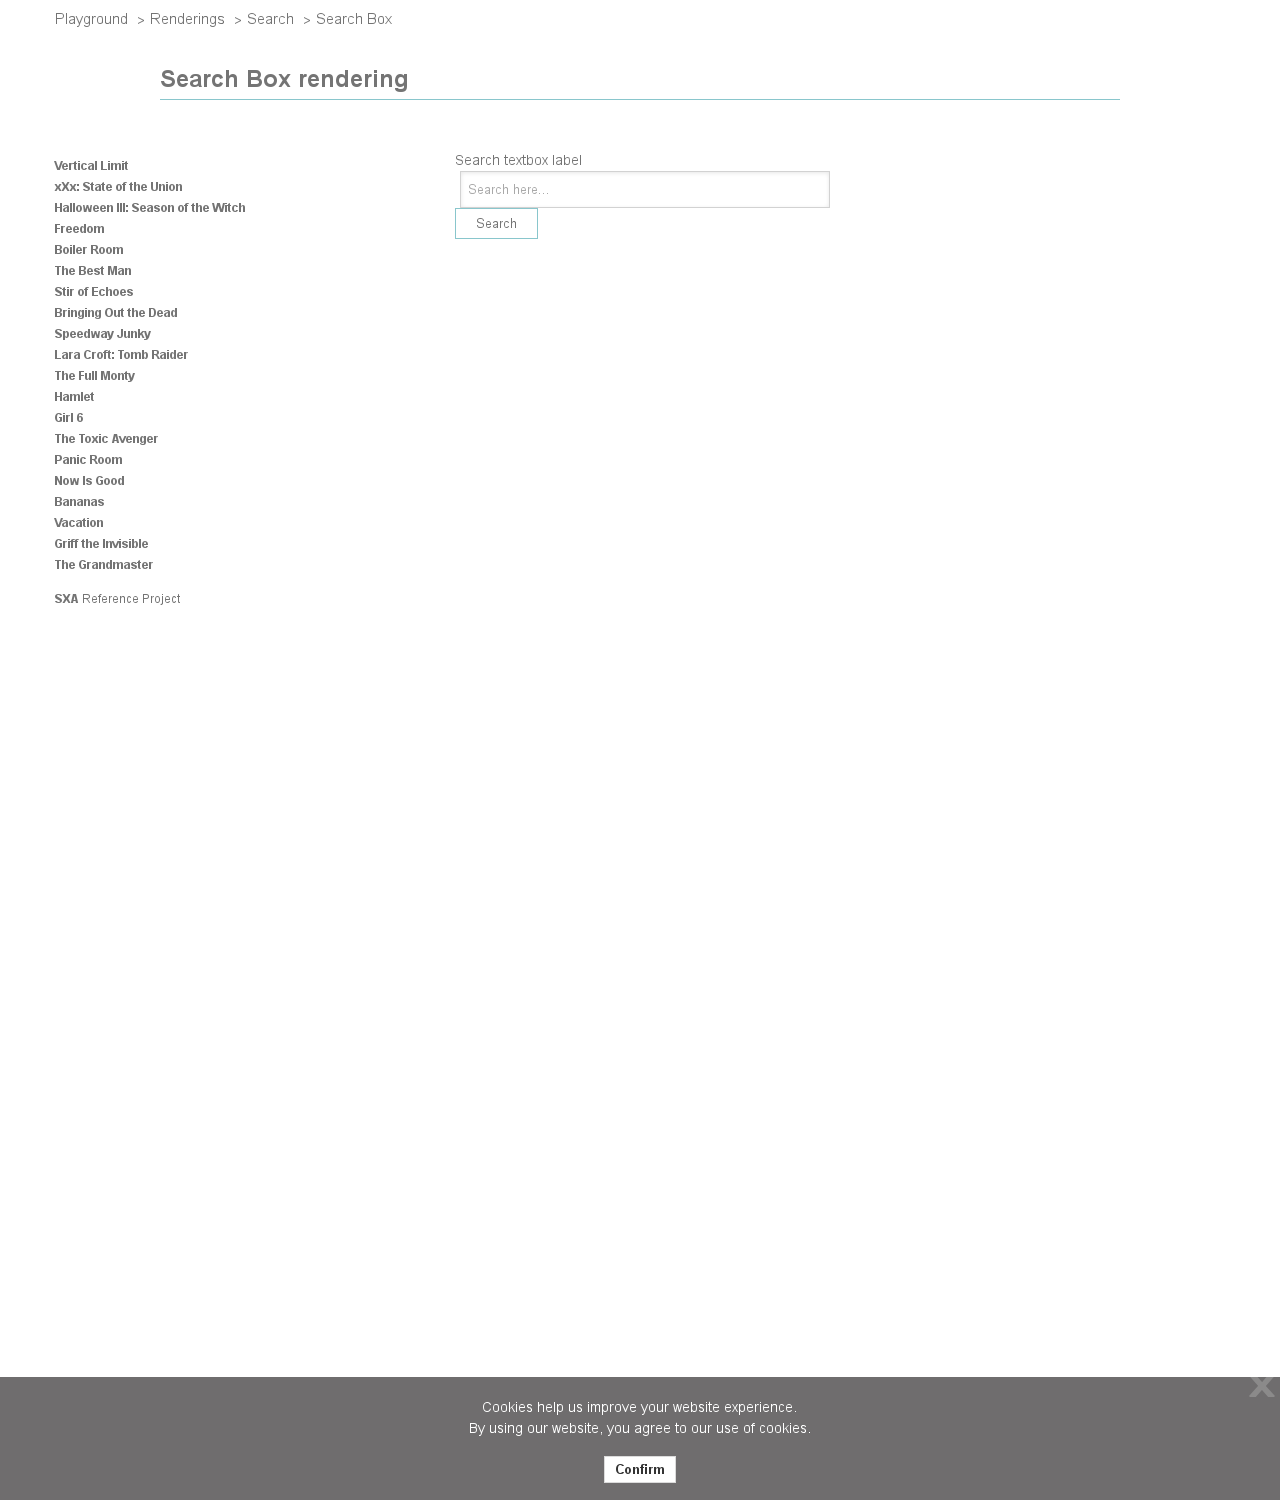 Playground > Renderings > Search > Search Box
Search Box rendering
Vertical Limit
xXx: State of the Union
Halloween III: Season of the Witch
Freedom
Boiler Room
The Best Man
Stir of Echoes
Bringing Out the Dead
Speedway Junky
Lara Croft: Tomb Raider
The Full Monty
Hamlet
Girl 6
The Toxic Avenger
Panic Room
Now Is Good
Bananas
Vacation
Griff the Invisible
The Grandmaster
SXA Reference Project
Search textbox label
Search here...
Search
X
Cookies help us improve your website experience.
By using our website, you agree to our use of cookies.
Confirm